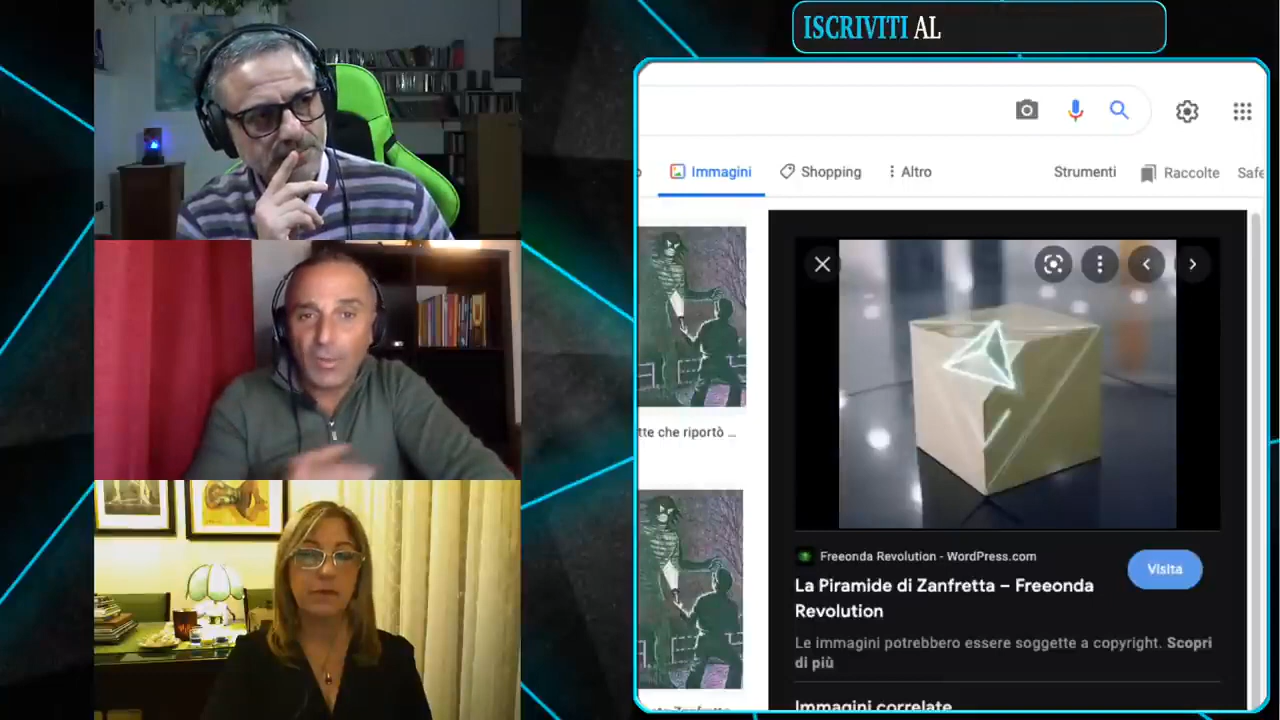 ISCRIVITI AL
Immagini
Shopping
Altro
Strumenti
Raccolte
Safe
tte che riportò ...
Freeonda Revolution - WordPress.com
La Piramide di Zanfretta – Freeonda
Revolution
Visita
Le immagini potrebbero essere soggette a copyright. Scopri
di più
Immagini correlate